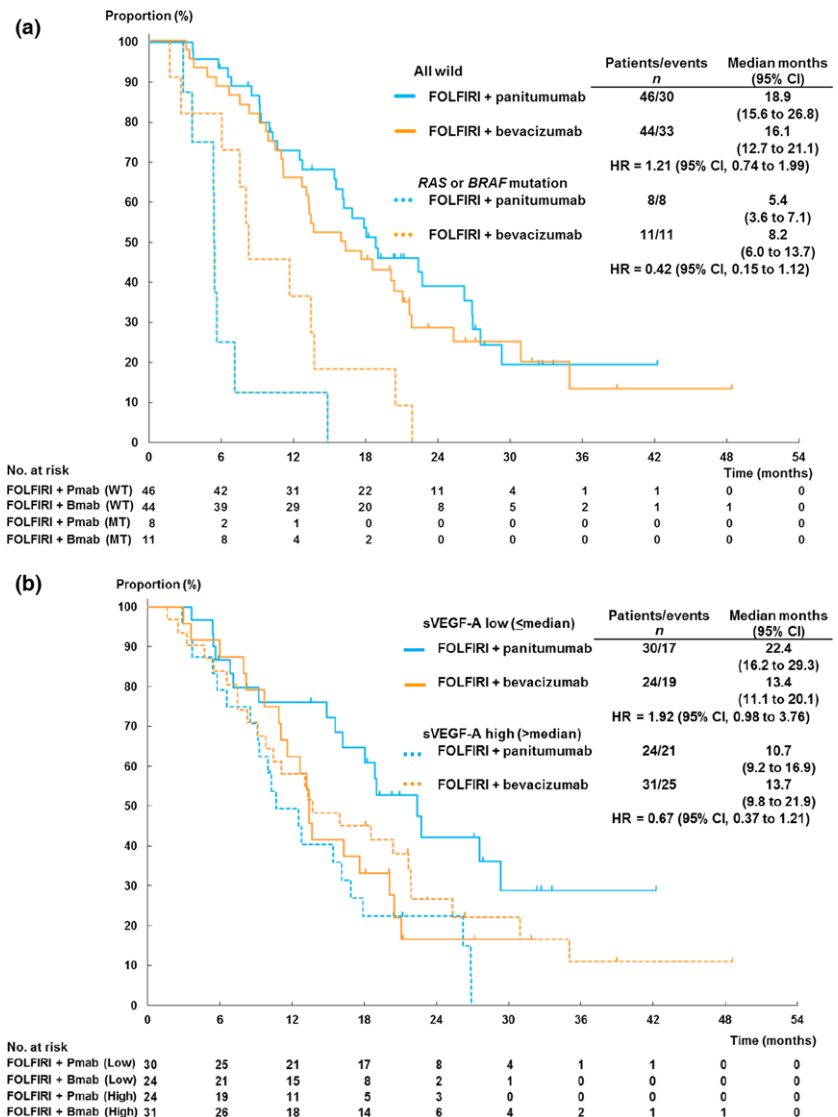 (a)
Proportion (%)
100
90
80
70
60
50
40
30
20
10
0
0 6 12 18 24 30 36 42 48 54
Time (months)
Patients/events Median months
All wild n (95% CI)
FOLFIRI + panitumumab 46/30 18.9
(15.6 to 26.8)
FOLFIRI + bevacizumab 44/33 16.1
(12.7 to 21.1)
HR = 1.21 (95% CI, 0.74 to 1.99)
RAS or BRAF mutation
FOLFIRI + panitumumab 8/8 5.4
(3.6 to 7.1)
FOLFIRI + bevacizumab 11/11 8.2
(6.0 to 13.7)
HR = 0.42 (95% CI, 0.15 to 1.12)
No. at risk
FOLFIRI + Pmab (WT) 46 42 31 22 11 4 1 1 0 0
FOLFIRI + Bmab (WT) 44 39 29 20 8 5 2 1 1 0
FOLFIRI + Pmab (MT) 8 2 1 0 0 0 0 0 0 0
FOLFIRI + Bmab (MT) 11 8 4 2 0 0 0 0 0 0
(b)
Proportion (%)
100
90
80
70
60
50
40
30
20
10
0
0 6 12 18 24 30 36 42 48 54
Time (months)
Patients/events Median months
sVEGF-A low (≤median) n (95% CI)
FOLFIRI + panitumumab 30/17 22.4
(16.2 to 29.3)
FOLFIRI + bevacizumab 24/19 13.4
(11.1 to 20.1)
HR = 1.92 (95% CI, 0.98 to 3.76)
sVEGF-A high (>median)
FOLFIRI + panitumumab 24/21 10.7
(9.2 to 16.9)
FOLFIRI + bevacizumab 31/25 13.7
(9.8 to 21.9)
HR = 0.67 (95% CI, 0.37 to 1.21)
No. at risk
FOLFIRI + Pmab (Low) 30 25 21 17 8 4 1 1 0 0
FOLFIRI + Bmab (Low) 24 21 15 8 2 1 0 0 0 0
FOLFIRI + Pmab (High) 24 19 11 5 3 0 0 0 0 0
FOLFIRI + Bmab (High) 31 26 18 14 6 4 2 1 1 0